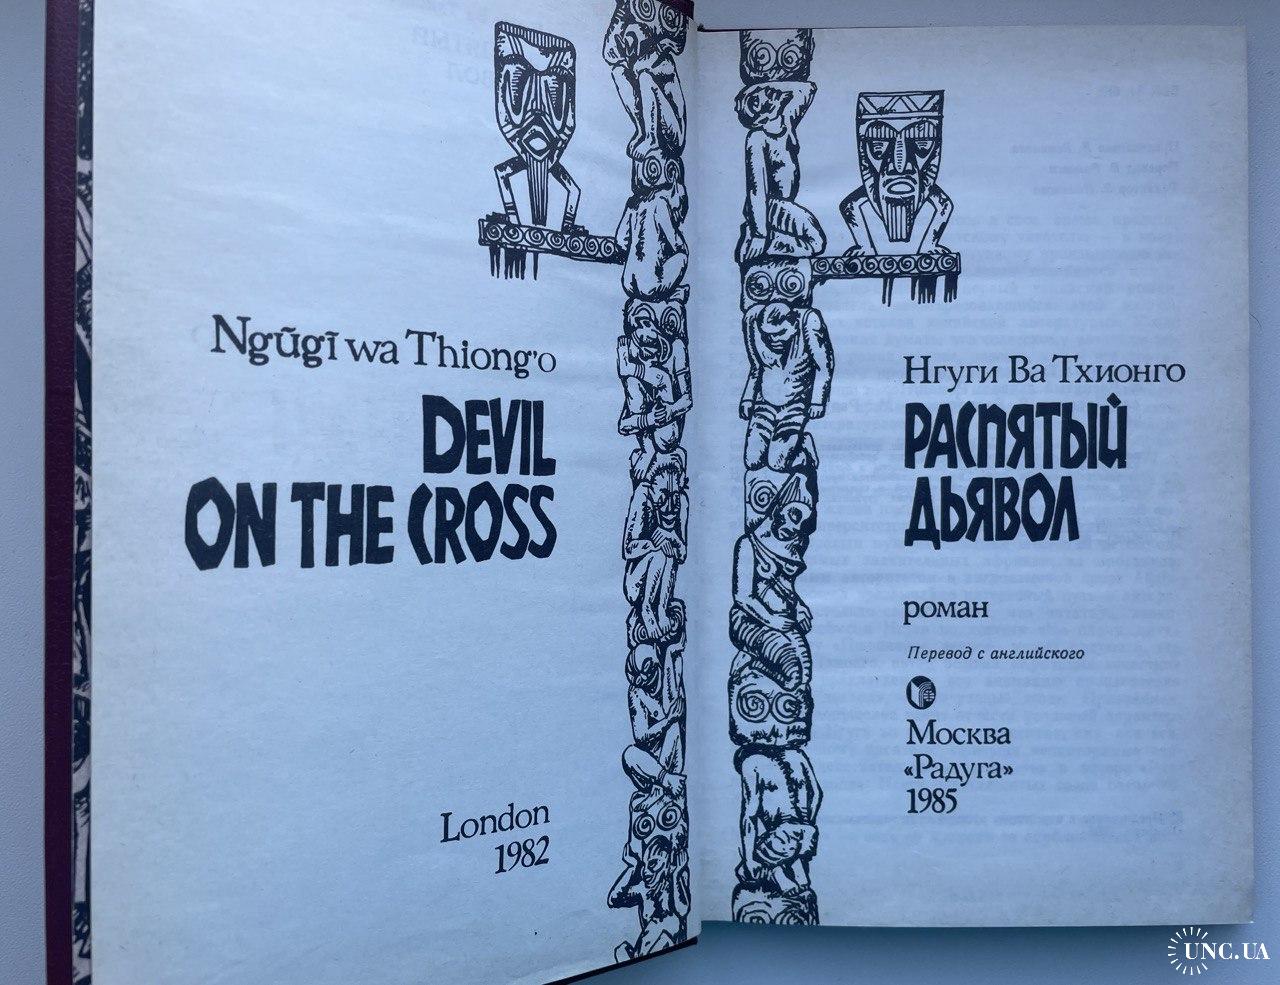 Ngũgĩ wa Thiong'o
DEVIL
ON THE CROSS
London
1982
Нгуги Ва Тхионго
РАСПЯТЫЙ
ДЬЯВОЛ
роман
Перевод с английского
Москва
«Радуга»
1985
UNC.UA